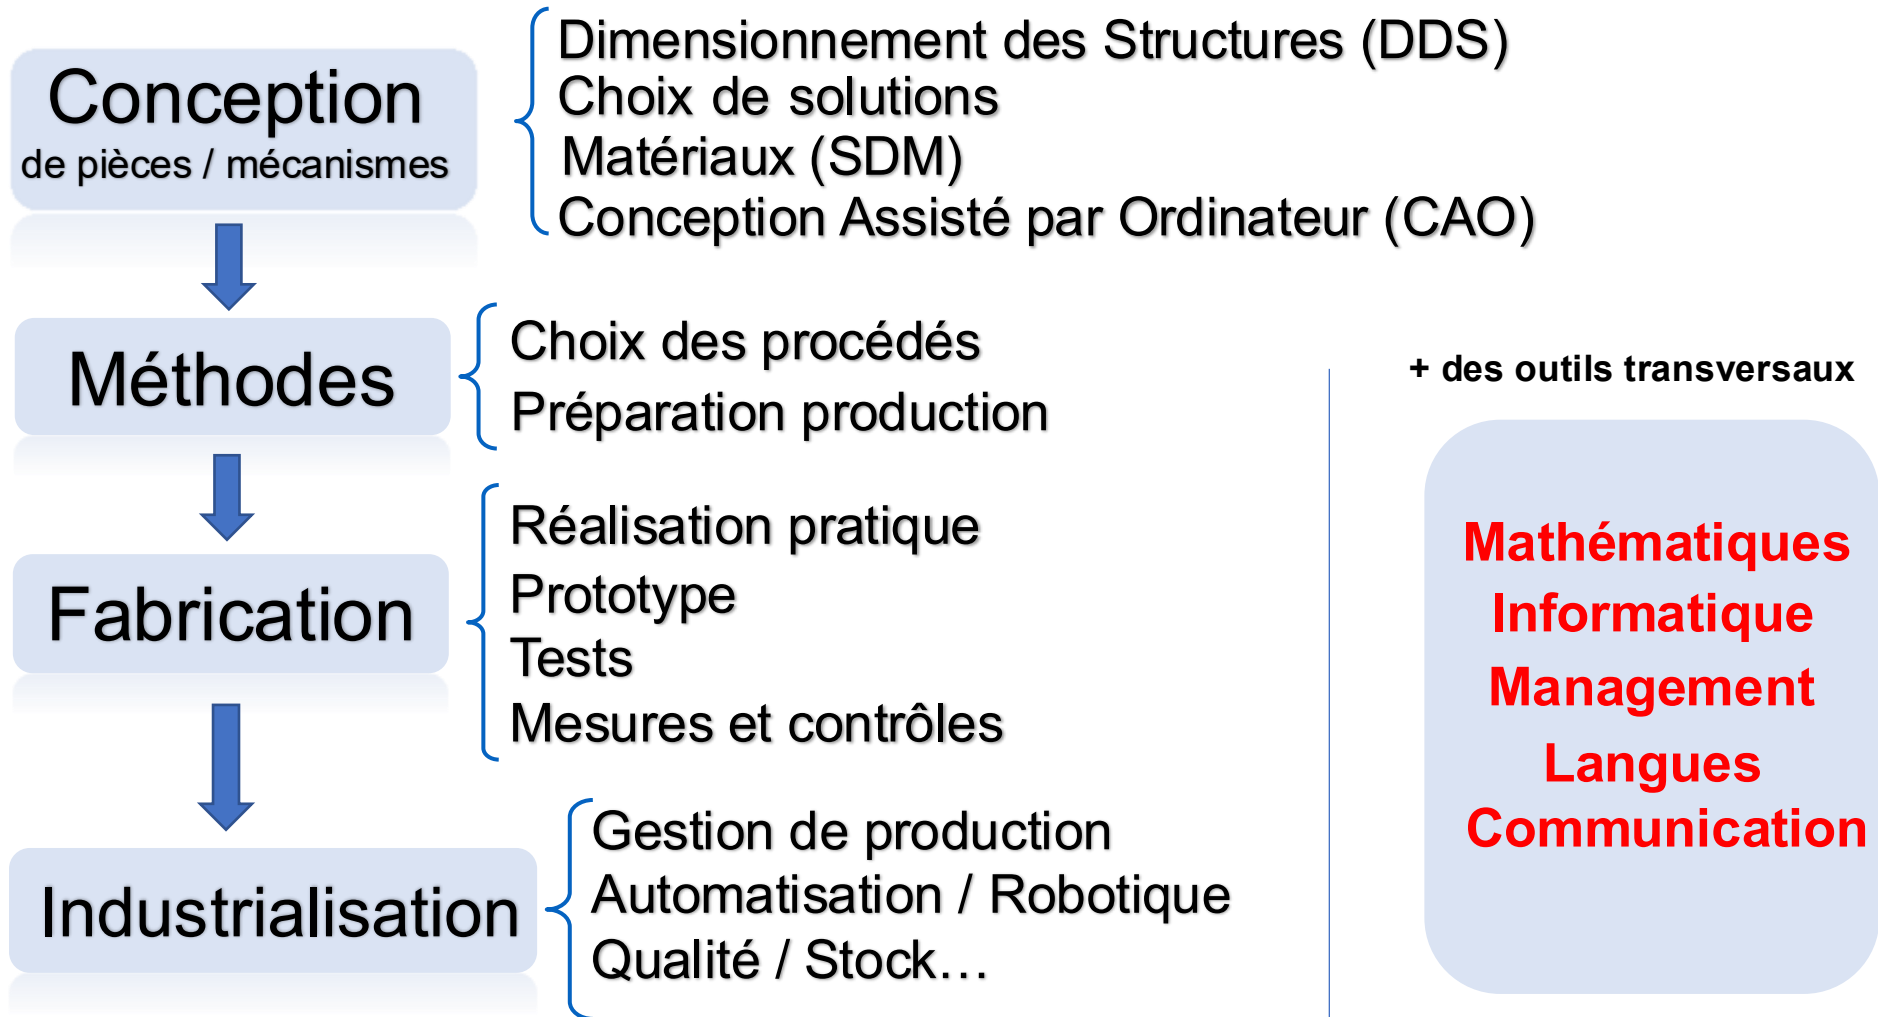 Conception
de pièces / mécanismes
Dimensionnement des Structures (DDS)
Choix de solutions
Matériaux (SDM)
Conception Assisté par Ordinateur (CAO)
Méthodes
Choix des procédés
Préparation production
Fabrication
Réalisation pratique
Prototype
Tests
Mesures et contrôles
Industrialisation
Gestion de production
Automatisation / Robotique
Qualité / Stock…
+ des outils transversaux
Mathématiques
Informatique
Management
Langues
Communication